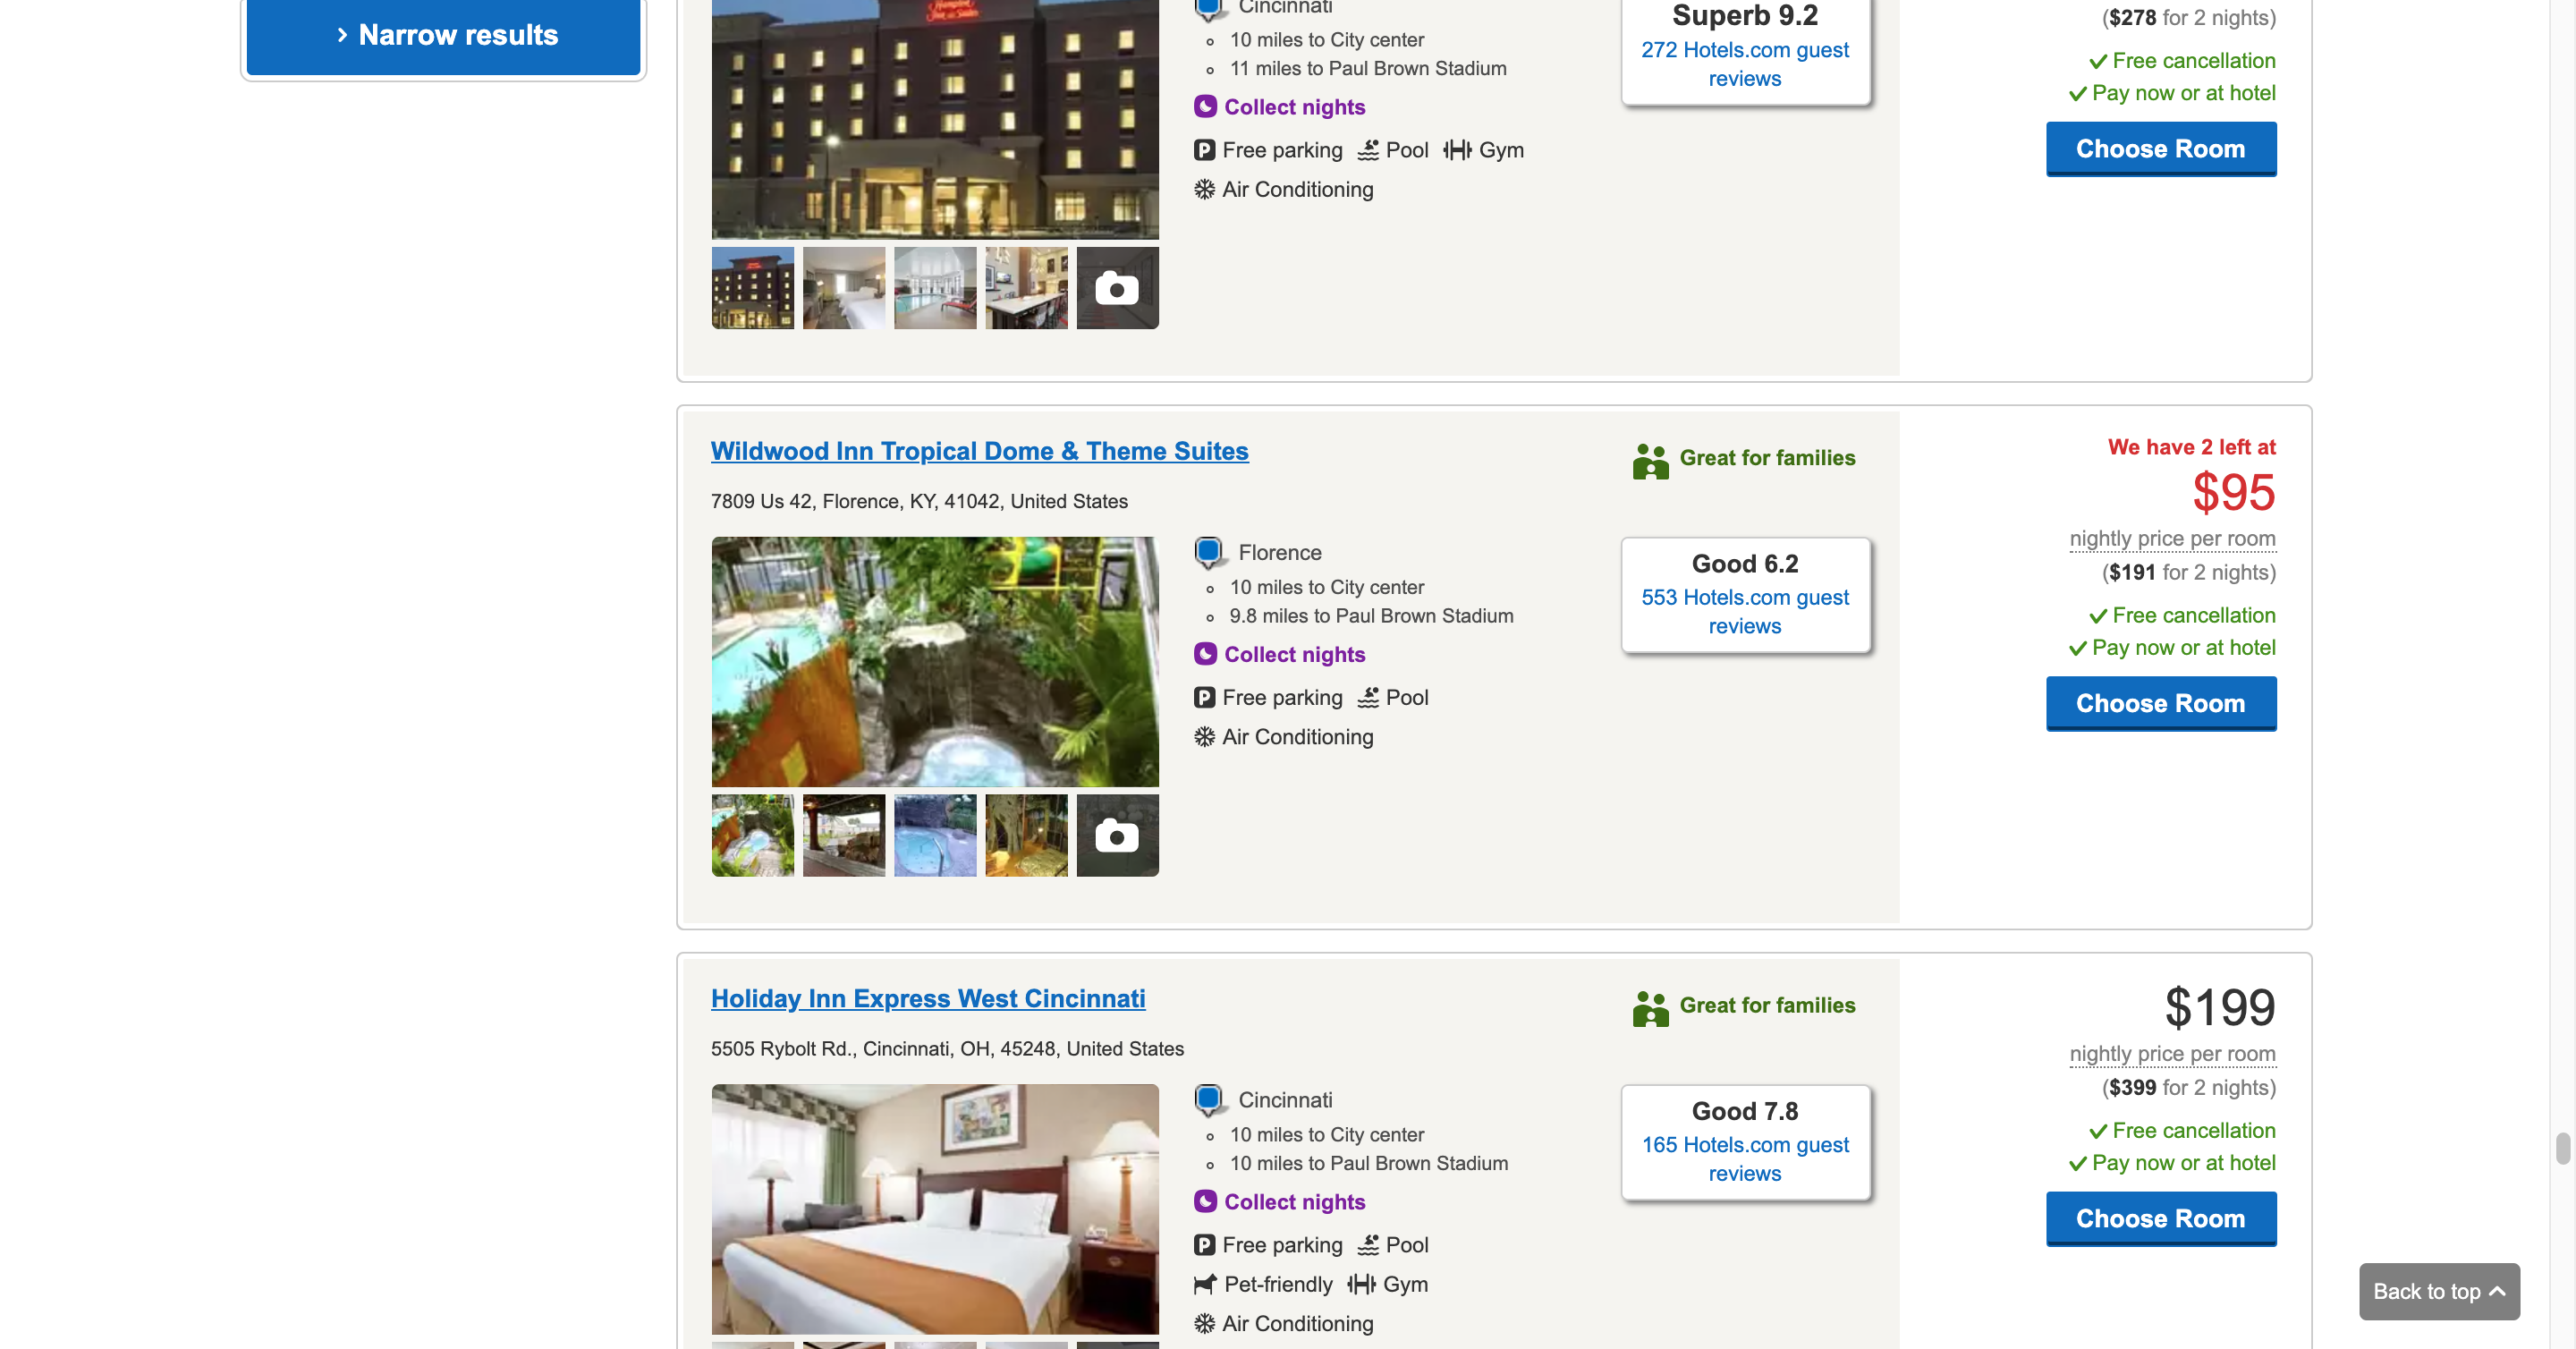 › Narrow results
Cincinnati
10 miles to City center
11 miles to Paul Brown Stadium
Collect nights
Free parking Pool Gym
Air Conditioning
Superb 9.2
272 Hotels.com guest
reviews
($278 for 2 nights)
Free cancellation
Pay now or at hotel
Choose Room
Wildwood Inn Tropical Dome & Theme Suites
7809 Us 42, Florence, KY, 41042, United States
Florence
10 miles to City center
9.8 miles to Paul Brown Stadium
Collect nights
P Free parking Pool
Air Conditioning
Great for families
Good 6.2
553 Hotels.com guest
reviews
We have 2 left at
$95
nightly price per room
($191 for 2 nights)
Free cancellation
Pay now or at hotel
Choose Room
Holiday Inn Express West Cincinnati
5505 Rybolt Rd., Cincinnati, OH, 45248, United States
Cincinnati
10 miles to City center
10 miles to Paul Brown Stadium
Collect nights
P Free parking Pool
Pet-friendly Gym
Air Conditioning
Great for families
Good 7.8
165 Hotels.com guest
reviews
$199
nightly price per room
($399 for 2 nights)
Free cancellation
Pay now or at hotel
Choose Room
Back to top